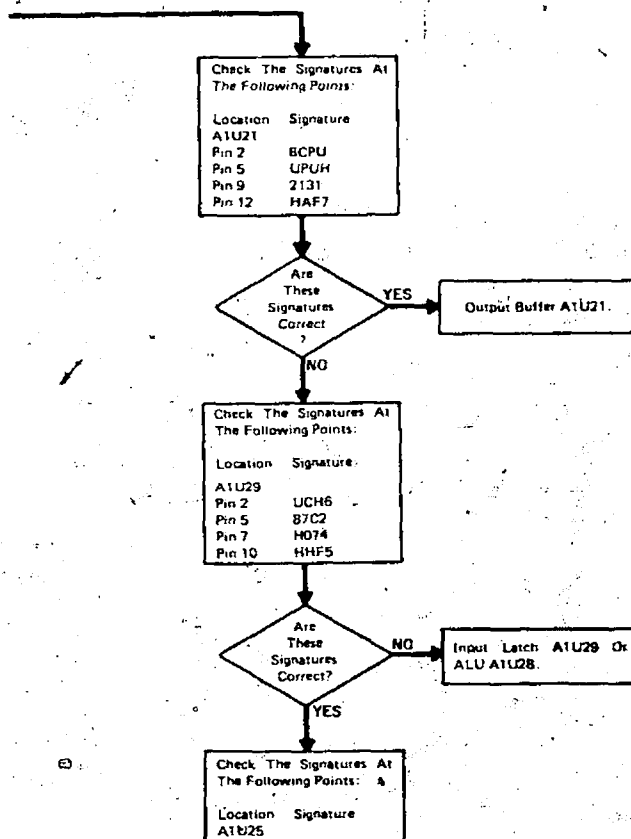 Check The Signatures At
The Following Points:
Location Signature
A1U21
Pin 2 8CPU
Pin 5 UPUH
Pin 9 2131
Pin 12 HAF7
Are
These
Signatures
Correct
?
YES
Output Buffer A1U21.
NO
Check The Signatures At
The Following Points:
Location Signature
A1U29
Pin 2 UCH6
Pin 5 87C2
Pin 7 H074
Pin 10 HHF5
Are
These
Signatures
Correct?
NO
Input Latch A1U29 Or
ALU A1U28.
YES
Check The Signatures At
The Following Points:
Location Signature
A1U25